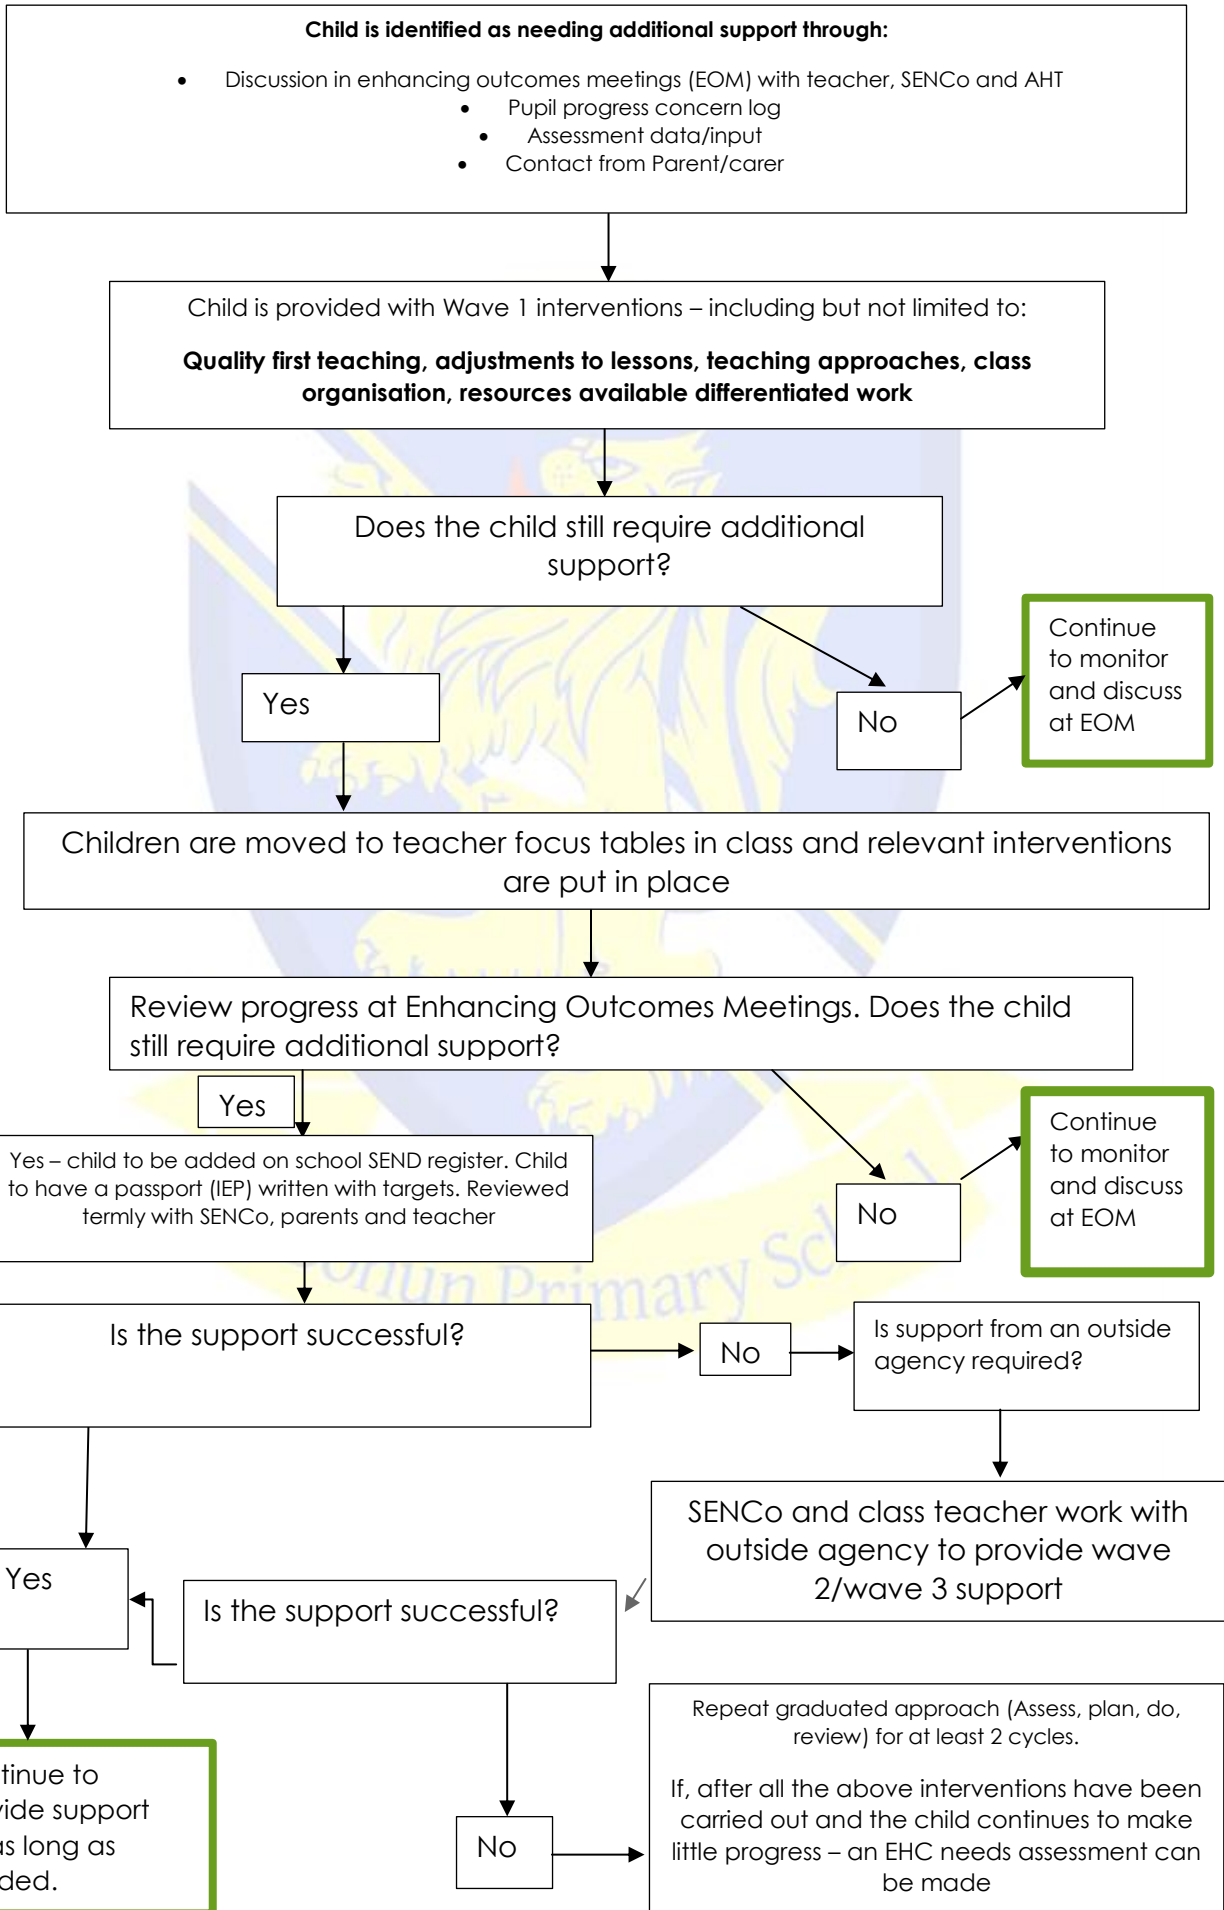 Child is identified as needing additional support through:
• Discussion in enhancing outcomes meetings (EOM) with teacher, SENCo and AHT
• Pupil progress concern log
• Assessment data/input
• Contact from Parent/carer
Child is provided with Wave 1 interventions – including but not limited to:
Quality first teaching, adjustments to lessons, teaching approaches, class
organisation, resources available differentiated work
Does the child still require additional
support?
Yes
No
Continue
to monitor
and discuss
at EOM
Children are moved to teacher focus tables in class and relevant interventions
are put in place
Review progress at Enhancing Outcomes Meetings. Does the child
still require additional support?
Yes
Yes – child to be added on school SEND register. Child
to have a passport (IEP) written with targets. Reviewed
termly with SENCo, parents and teacher
No
Continue
to monitor
and discuss
at EOM
Is the support successful?
No
Is support from an outside
agency required?
SENCo and class teacher work with
outside agency to provide wave
2/wave 3 support
Yes
Is the support successful?
tinue to
vide support
as long as
ded.
No
Repeat graduated approach (Assess, plan, do,
review) for at least 2 cycles.
If, after all the above interventions have been
carried out and the child continues to make
little progress – an EHC needs assessment can
be made
ohun Primary School